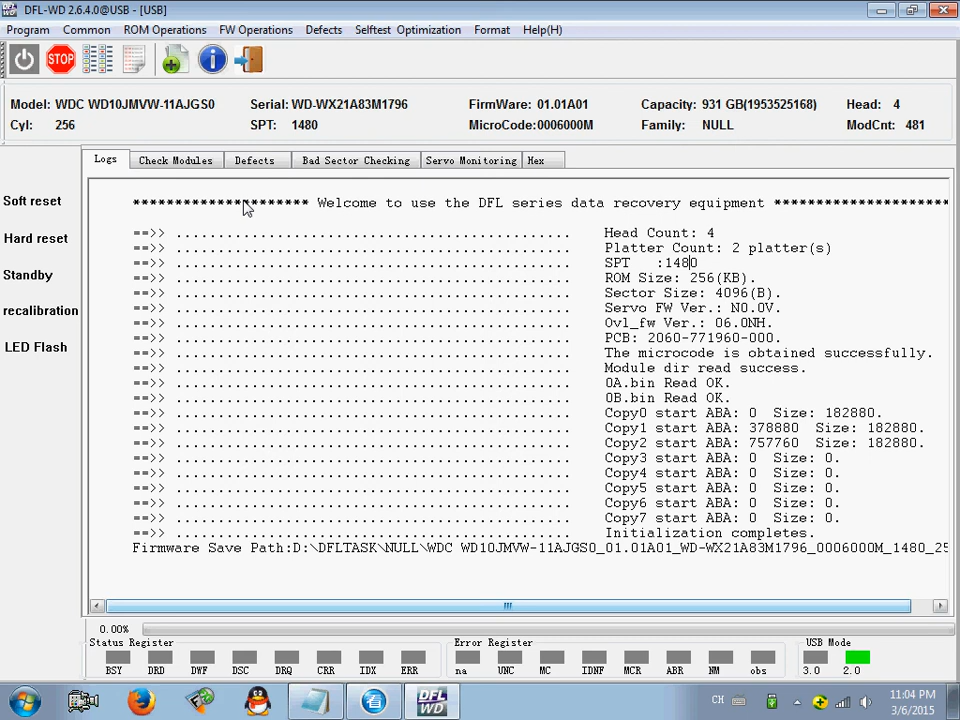 DFL-WD 2.6.4.0@USB - [USB]
Program Common ROM Operations FW Operations Defects Selftest Optimization Format Help(H)
STOP
Model: WDC WD10JMVW-11AJGS0 Serial: WD-WX21A83M1796 FirmWare: 01.01A01 Capacity: 931 GB(1953525168) Head: 4
Cyl: 256 SPT: 1480 MicroCode:0006000M Family: NULL ModCnt: 481
Logs Check Modules Defects Bad Sector Checking Servo Monitoring Hex
Soft reset
Hard reset
Standby
recalibration
LED Flash
********************* Welcome to use the DFL series data recovery equipment *********************
==>> ............................................... Head Count: 4
==>> ............................................... Platter Count: 2 platter(s)
==>> ............................................... SPT :1480
==>> ............................................... ROM Size: 256(KB).
==>> ............................................... Sector Size: 4096(B).
==>> ............................................... Servo FW Ver.: N0.0V.
==>> ............................................... Ovl_fw Ver.: 06.0NH.
==>> ............................................... PCB: 2060-771960-000.
==>> ............................................... The microcode is obtained successfully.
==>> ............................................... Module dir read success.
==>> ............................................... 0A.bin Read OK.
==>> ............................................... 0B.bin Read OK.
==>> ............................................... Copy0 start ABA: 0 Size: 182880.
==>> ............................................... Copy1 start ABA: 378880 Size: 182880.
==>> ............................................... Copy2 start ABA: 757760 Size: 182880.
==>> ............................................... Copy3 start ABA: 0 Size: 0.
==>> ............................................... Copy4 start ABA: 0 Size: 0.
==>> ............................................... Copy5 start ABA: 0 Size: 0.
==>> ............................................... Copy6 start ABA: 0 Size: 0.
==>> ............................................... Copy7 start ABA: 0 Size: 0.
==>> ............................................... Initialization completes.
Firmware Save Path:D:\DFLTASK\NULL\WDC WD10JMVW-11AJGS0_01.01A01_WD-WX21A83M1796_0006000M_1480_25
0.00%
Status Register Error Register USB Mode
BSY DRD DWF DSC DRQ CRR IDX ERR na UNC MC IDNF MCR ABR NM obs 3.0 2.0
DFL WD
CH
11:04 PM
3/6/2015